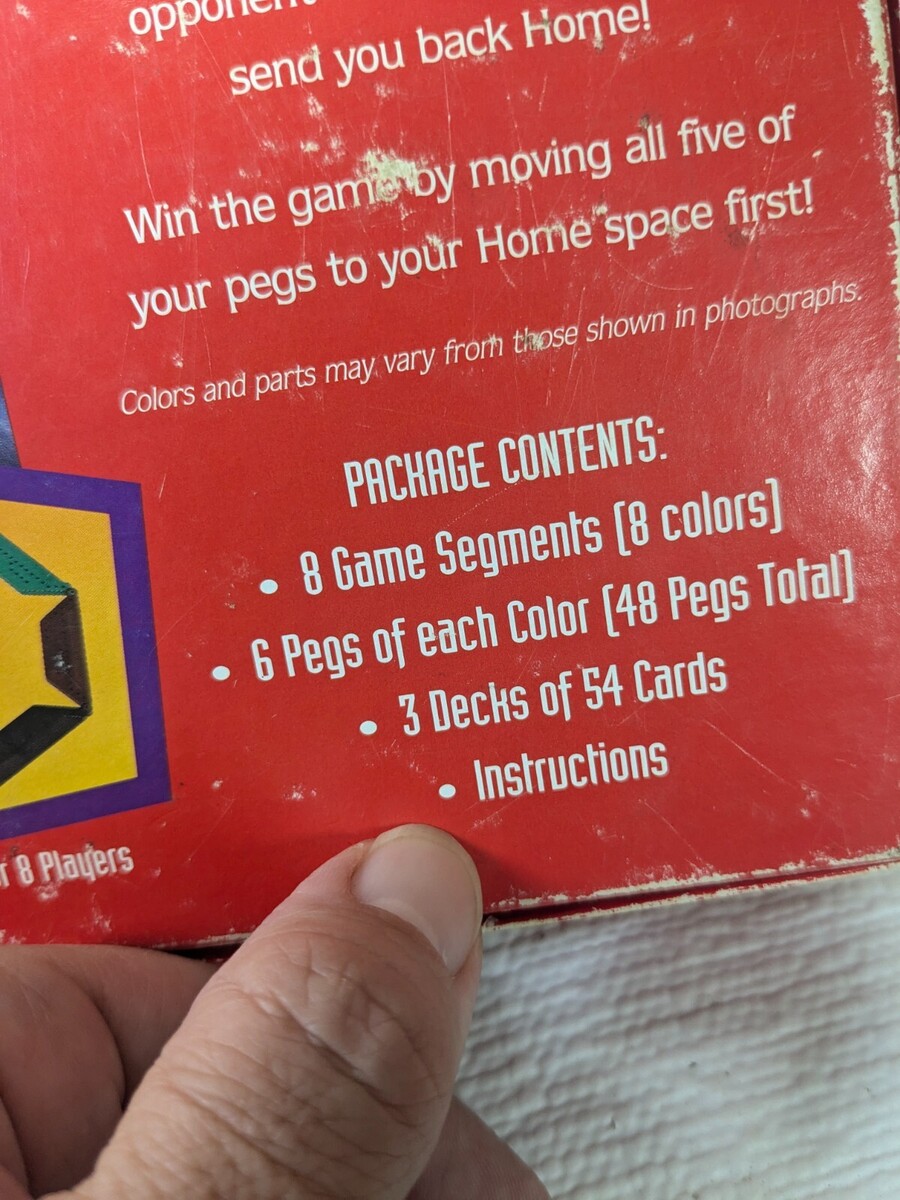 send you back Home!
Win the game by moving all five of
your pegs to your Home space first!
Colors and parts may vary from those shown in photographs.
PACKAGE CONTENTS:
• 8 Game Segments (8 colors)
• 6 Pegs of each Color (48 Pegs Total)
• 3 Decks of 54 Cards
• Instructions
8 Players